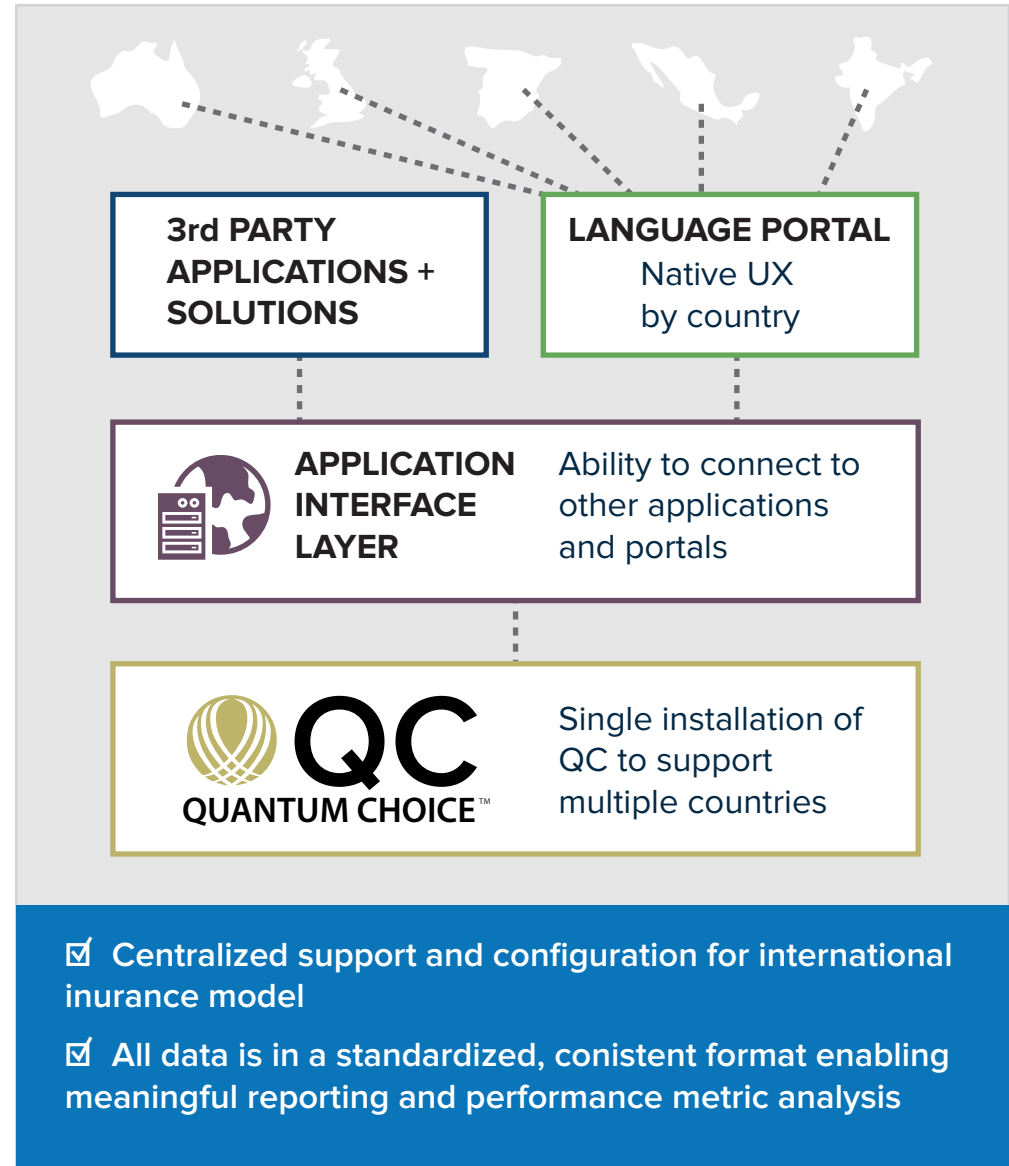 3rd PARTY
APPLICATIONS +
SOLUTIONS
LANGUAGE PORTAL
Native UX
by country
APPLICATION
INTERFACE
LAYER
Ability to connect to
other applications
and portals
QC
QUANTUM CHOICE™
Single installation of
QC to support
multiple countries
☑ Centralized support and configuration for international
inurance model
☑ All data is in a standardized, conistent format enabling
meaningful reporting and performance metric analysis